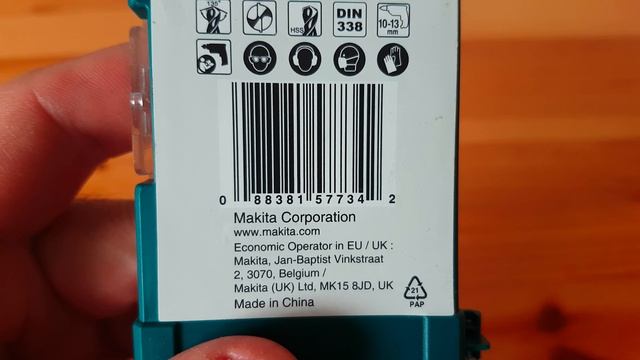 135°
HSS
DIN
338
10-13
mm
0 88381 57734 2
Makita Corporation
www.makita.com
Economic Operator in EU / UK :
Makita, Jan-Baptist Vinkstraat
2, 3070, Belgium /
Makita (UK) Ltd, MK15 8JD, UK
Made in China
21
PAP